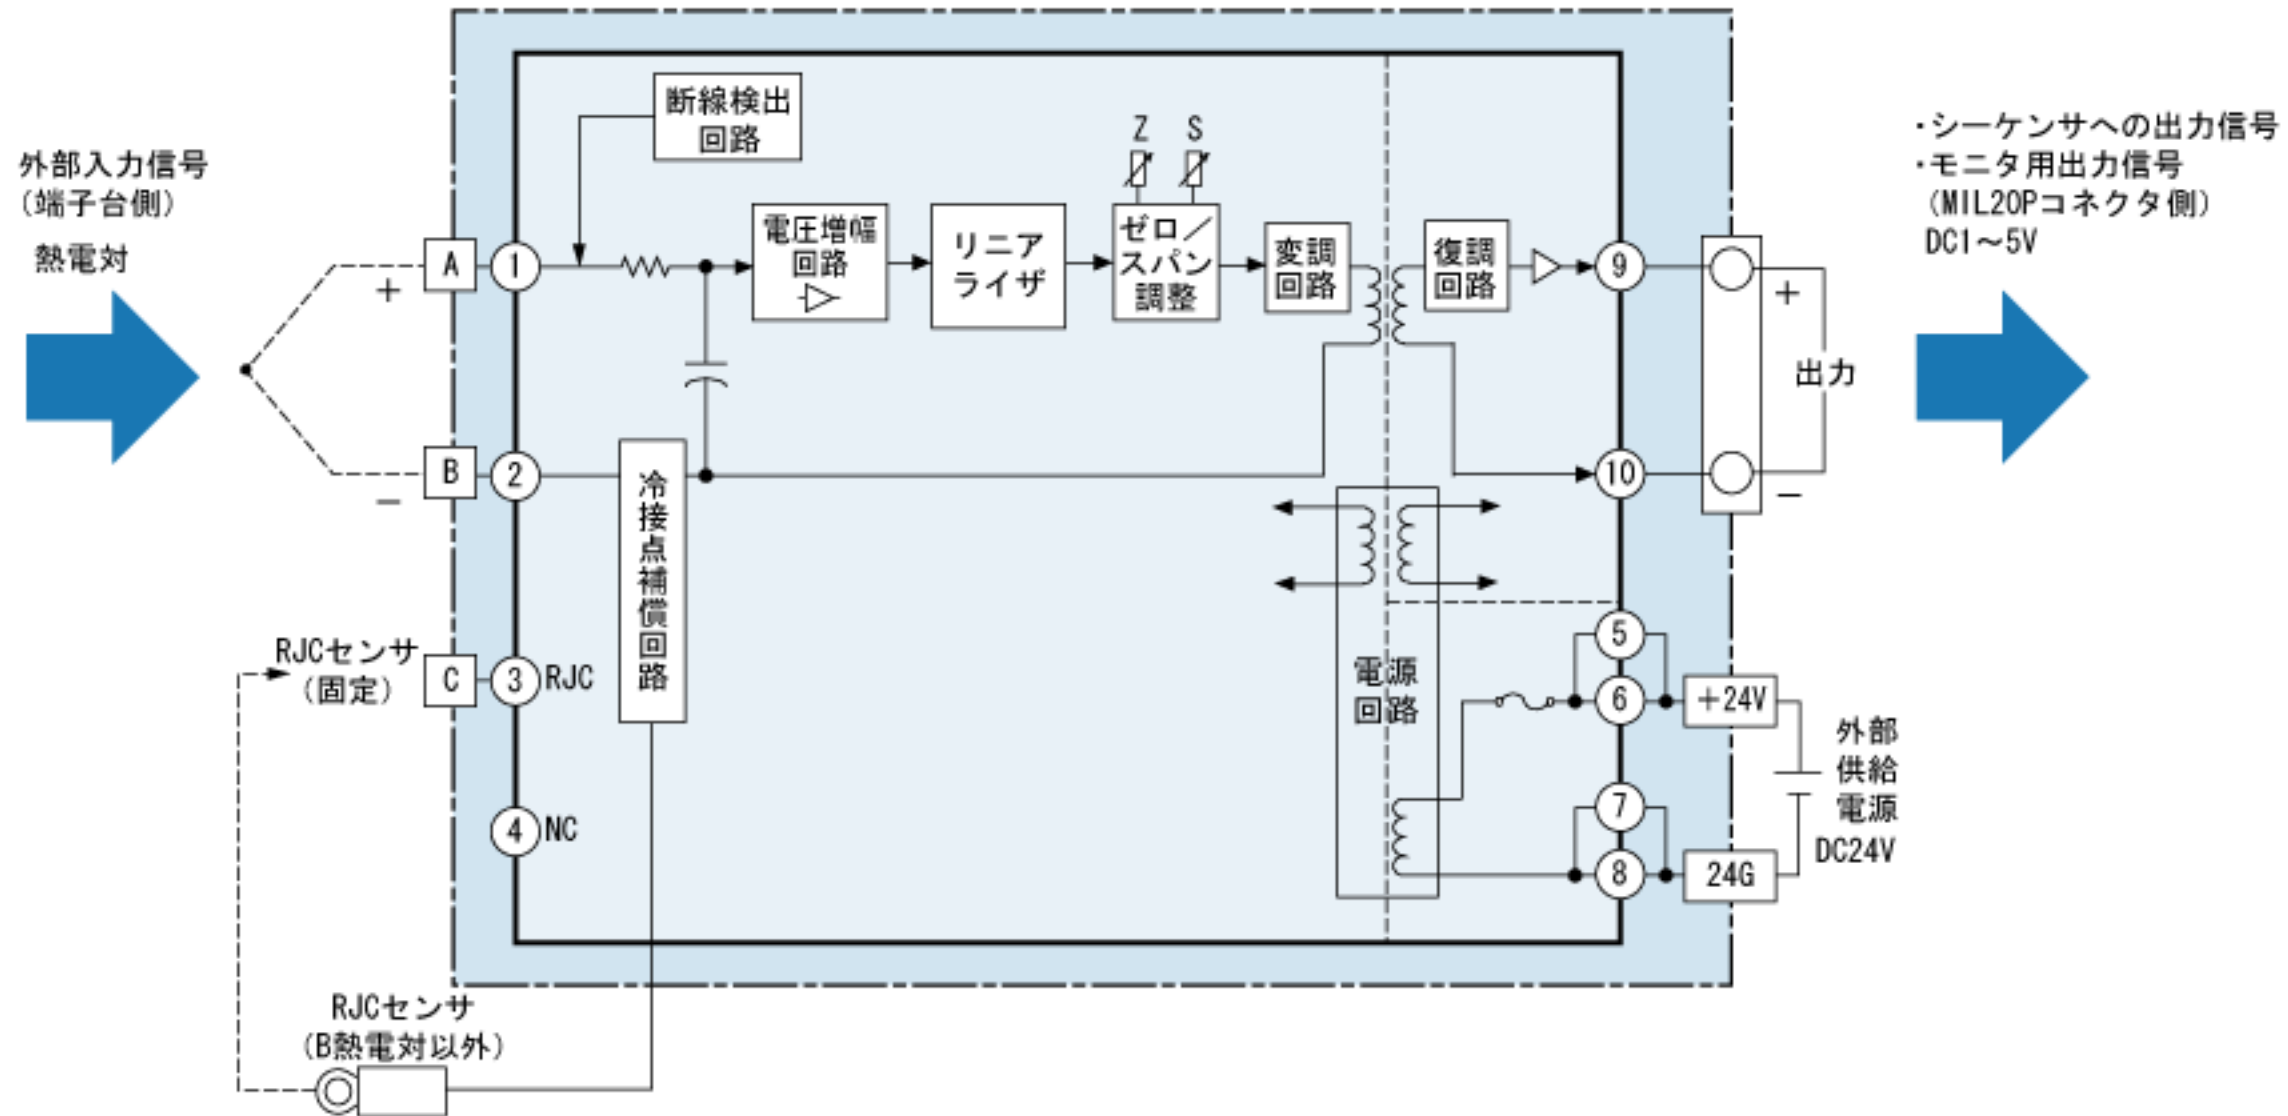 外部入力信号
(端子台側)
熱電対
+
−
A
B
C
1
2
3
RJC
4
NC
断線検出
回路
電圧増幅
回路
リニア
ライザ
Z
S
ゼロ/
スパン
調整
変調
回路
復調
回路
9
10
+
出力
−
・シーケンサへの出力信号
・モニタ用出力信号
(MIL20Pコネクタ側)
DC1～5V
冷接点補償回路
RJCセンサ
(固定)
電源
回路
5
6
7
8
+24V
24G
外部
供給
電源
DC24V
RJCセンサ
(B熱電対以外)